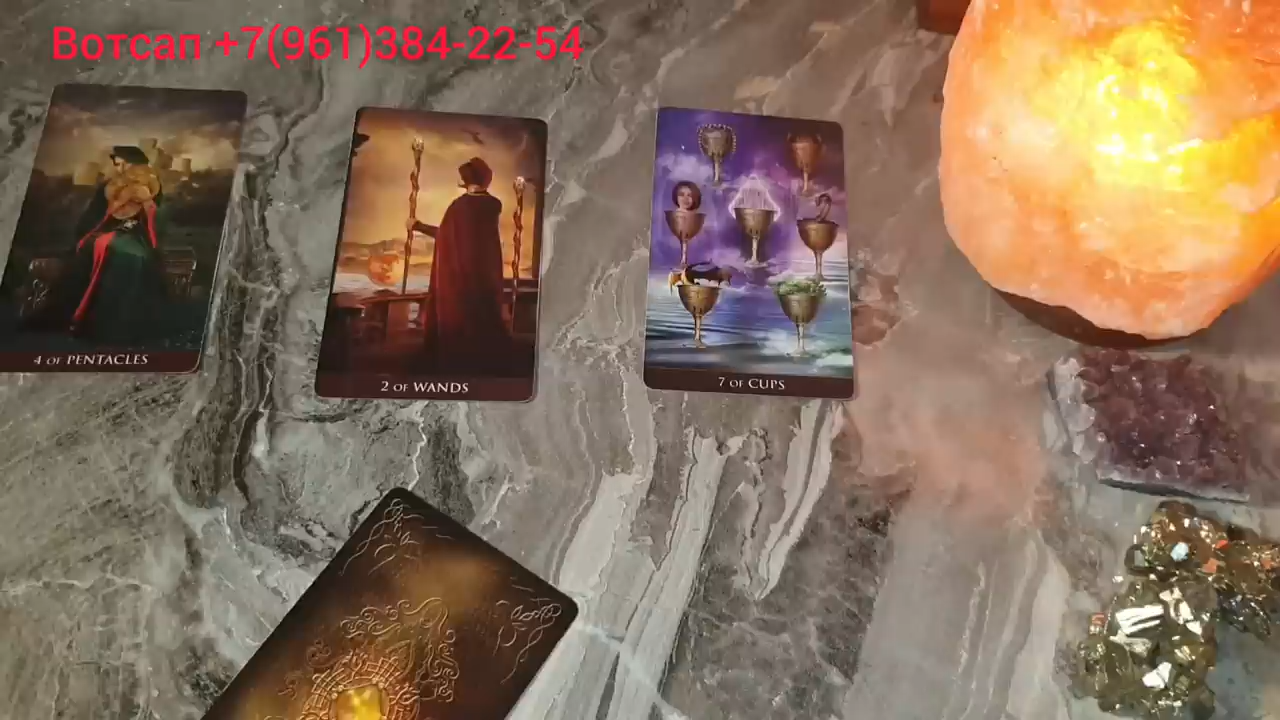 Вотсап +7(961)384-22-54
4 OF PENTACLES
2 OF WANDS
7 OF CUPS